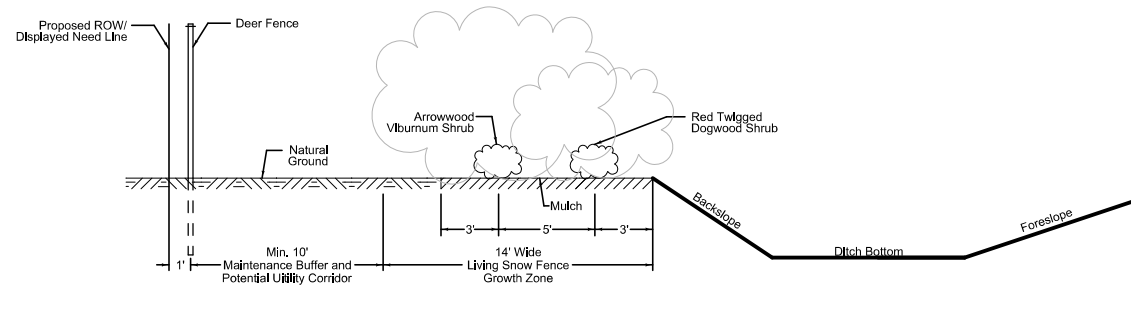 Proposed ROW/
Displayed Need Line
Deer Fence
Arrowwood
Viburnum Shrub
Red Twigged
Dogwood Shrub
Natural
Ground
Mulch
Backslope
Foreslope
Ditch Bottom
3'
5'
3'
1'
Min. 10'
Maintenance Buffer and
Potential Utility Corridor
14' Wide
Living Snow Fence
Growth Zone